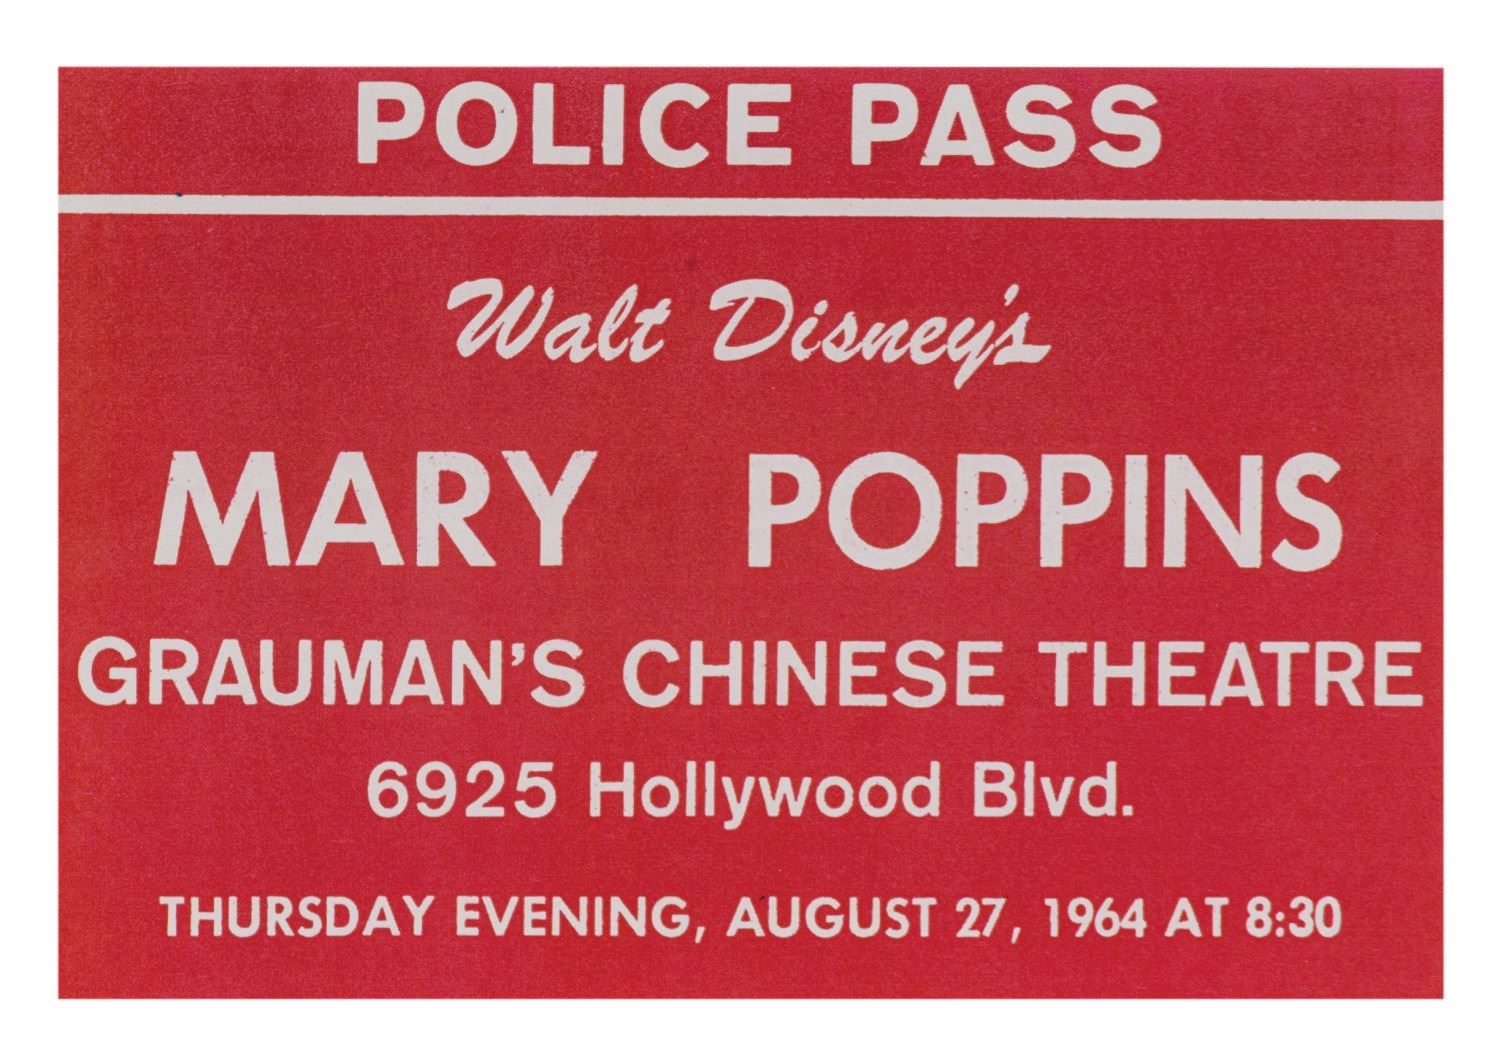 POLICE PASS
Walt Disney's
MARY POPPINS
GRAUMAN'S CHINESE THEATRE
6925 Hollywood Blvd.
THURSDAY EVENING, AUGUST 27, 1964 AT 8:30